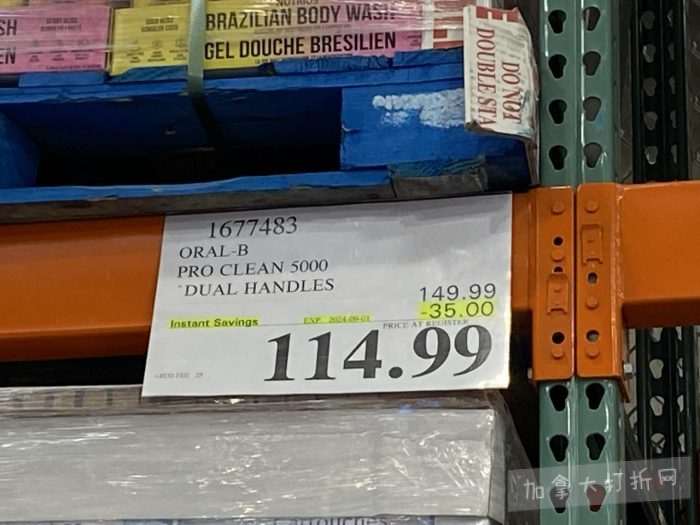 BRAZILIAN BODY WASH
GEL DOUCHE BRÉSILIEN
DO NOT
DOUBLE STA
1677483
ORAL-B
PRO CLEAN 5000
DUAL HANDLES
149.99
-35.00
Instant Savings EXP. 2024-09-01 PRICE AT REGISTER
114.99
加拿大打折网